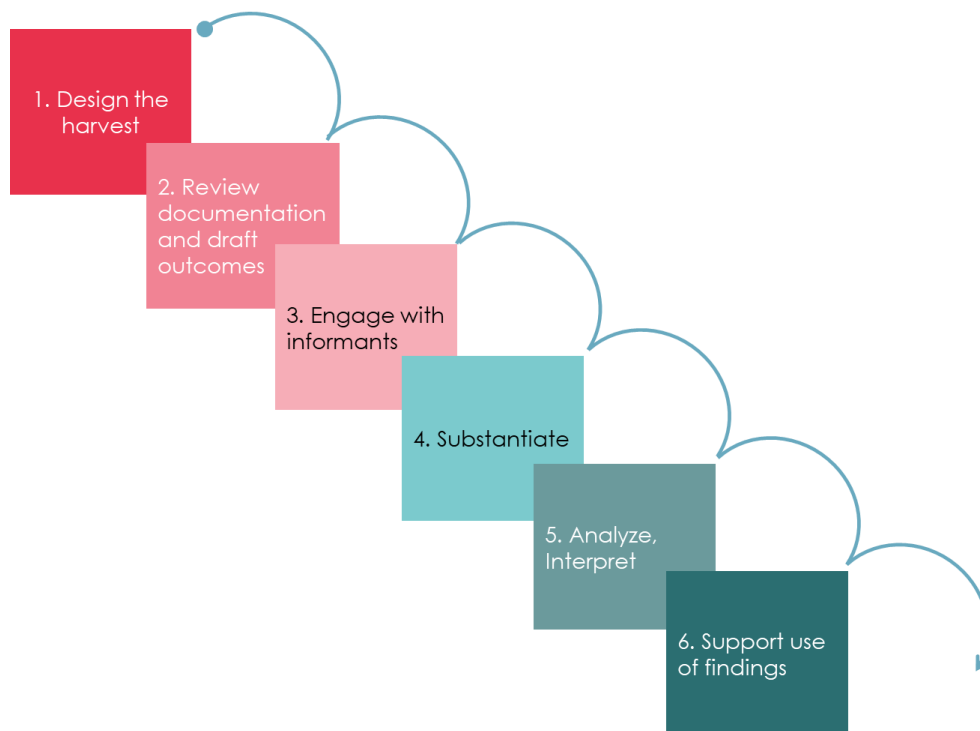 1. Design the
harvest
2. Review
documentation
and draft
outcomes
3. Engage with
informants
4. Substantiate
5. Analyze,
Interpret
6. Support use
of findings